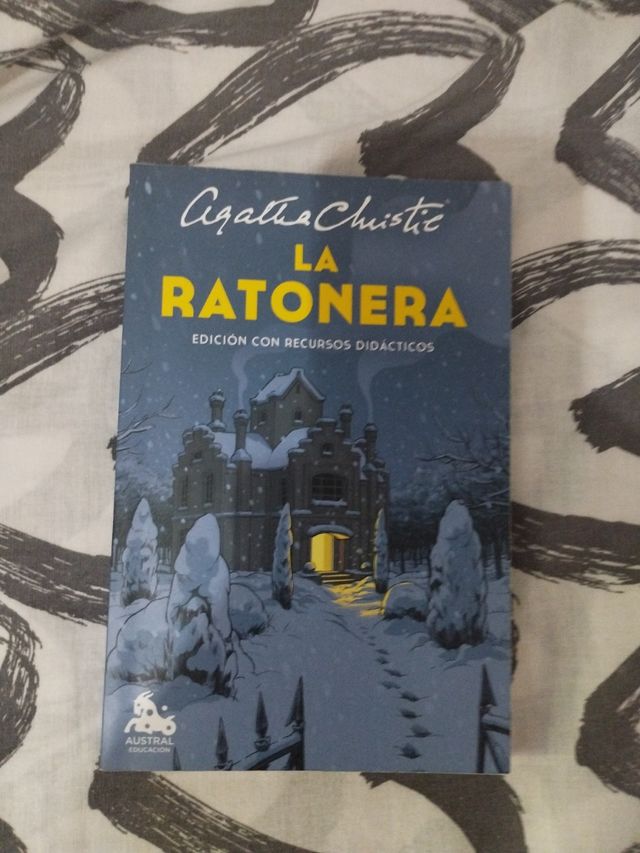 Agatha Christie
LA
RATONERA
EDICIÓN CON RECURSOS DIDÁCTICOS
AUSTRAL
EDUCACIÓN